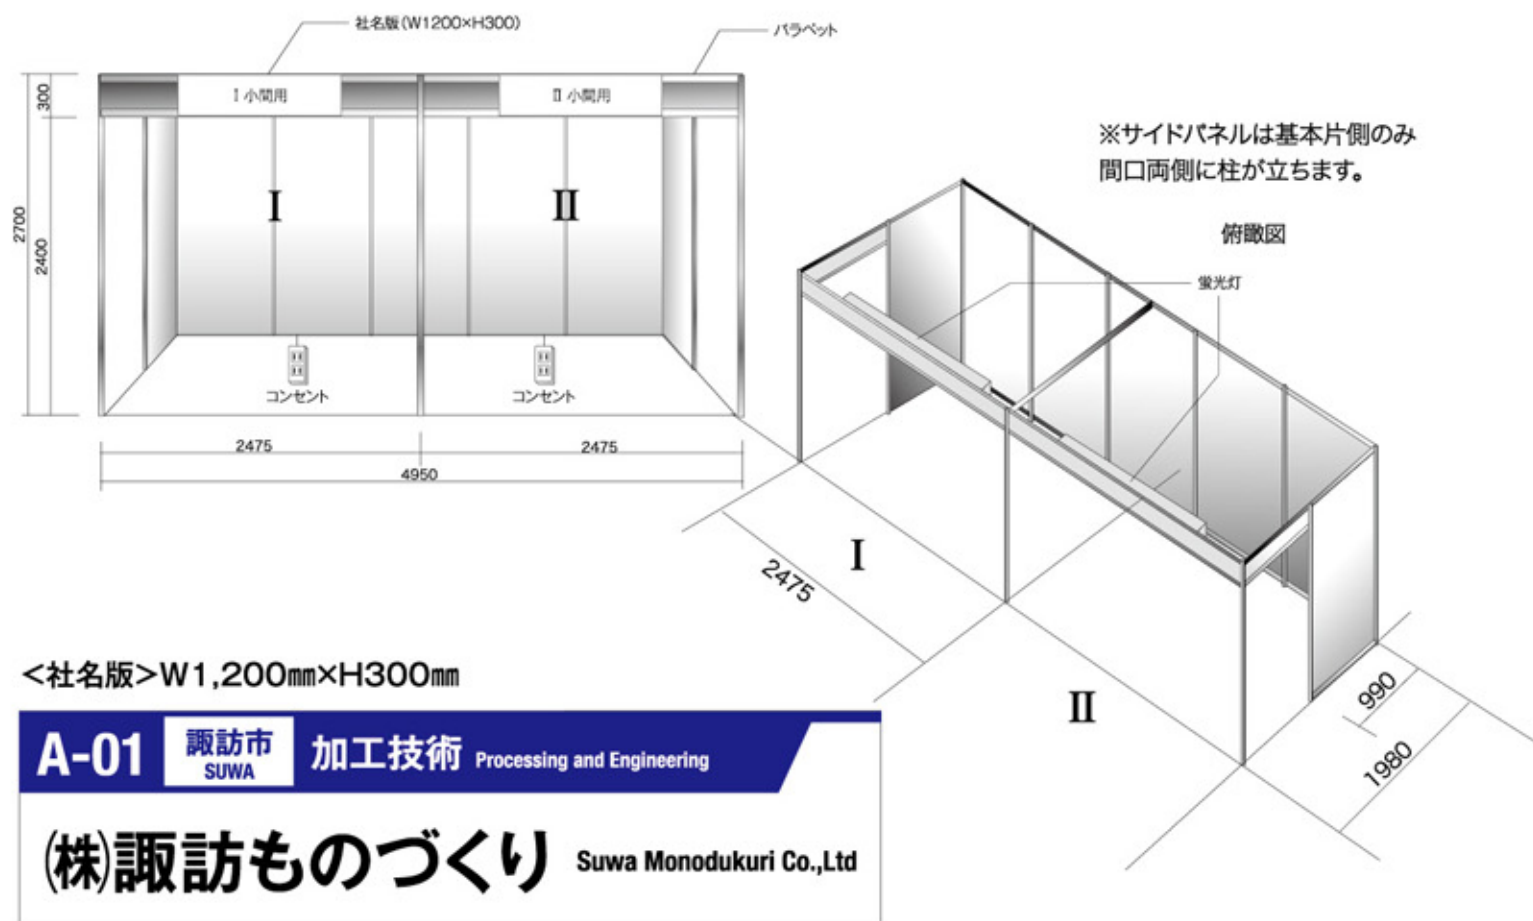 社名版(W1200×H300)
パラペット
300
2700
2400
I 小間用
II 小間用
I
II
コンセント
コンセント
2475
2475
4950
※サイドパネルは基本片側のみ
間口両側に柱が立ちます。
俯瞰図
蛍光灯
I
2475
II
990
1980
<社名版>W1,200㎜×H300㎜
A-01
諏訪市
SUWA
加工技術 Processing and Engineering
㈱諏訪ものづくり Suwa Monodukuri Co.,Ltd